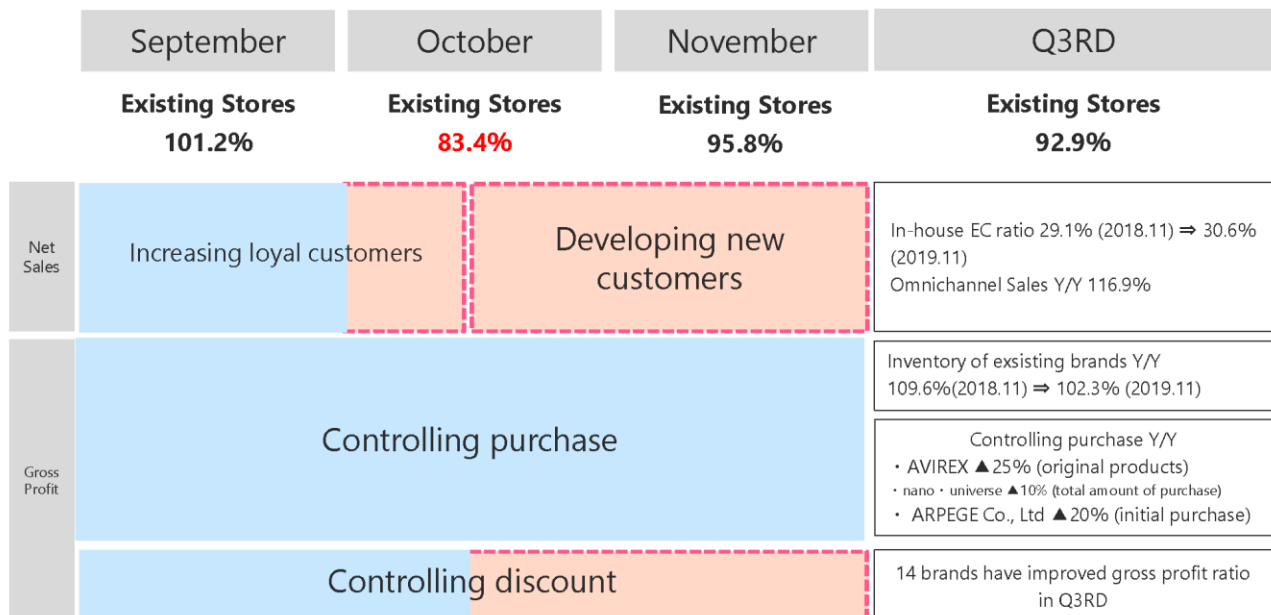 September
October
November
Q3RD
Existing Stores
101.2%
Existing Stores
83.4%
Existing Stores
95.8%
Existing Stores
92.9%
Net
Sales
Increasing loyal customers
Developing new
customers
In-house EC ratio 29.1% (2018.11) ⇒ 30.6%
(2019.11)
Omnichannel Sales Y/Y 116.9%
Gross
Profit
Controlling purchase
Inventory of exsisting brands Y/Y
109.6%(2018.11) ⇒ 102.3% (2019.11)
Controlling purchase Y/Y
・AVIREX ▲25% (original products)
・nano・universe ▲10% (total amount of purchase)
・ARPEGE Co., Ltd ▲20% (initial purchase)
Controlling discount
14 brands have improved gross profit ratio
in Q3RD